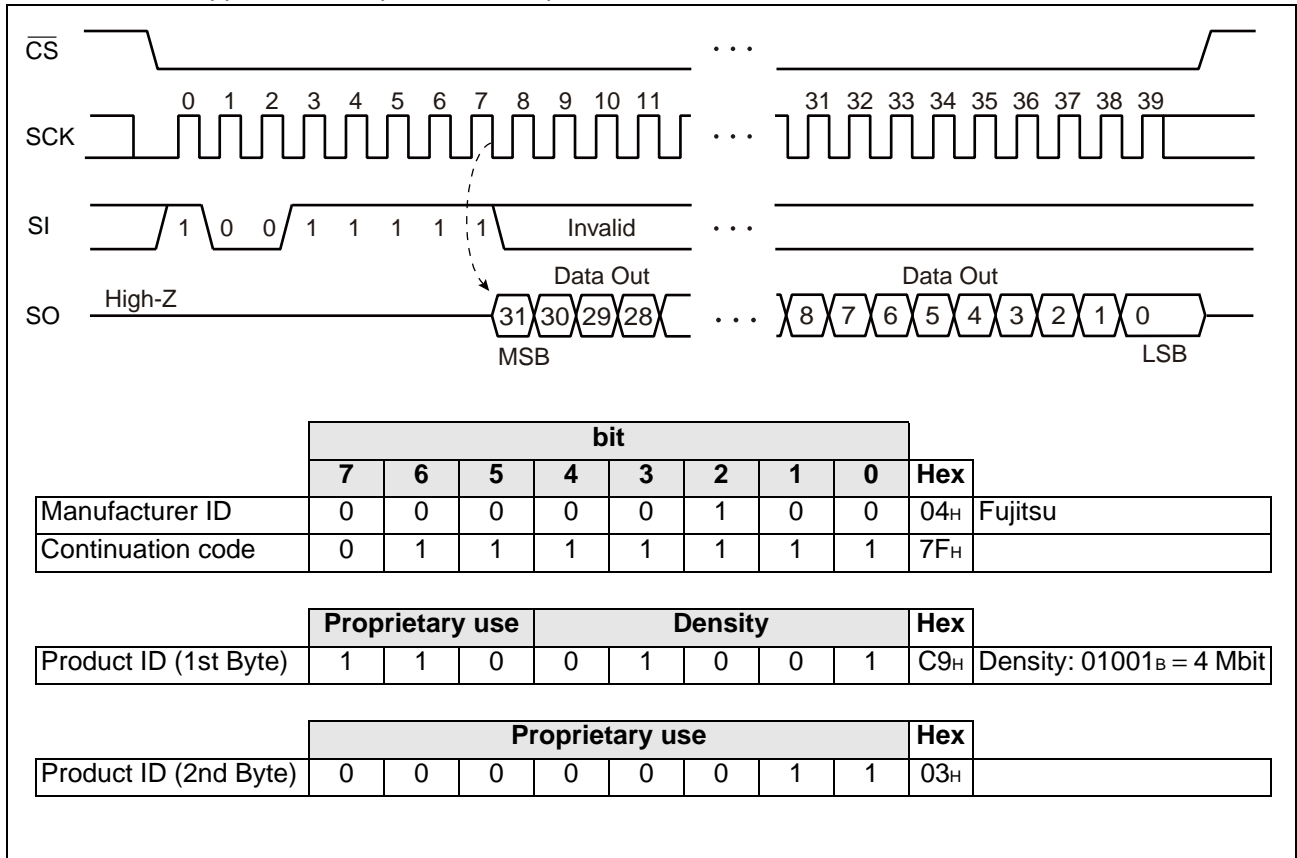 CS
0 1 2 3 4 5 6 7 8 9 10 11 31 32 33 34 35 36 37 38 39
SCK
SI 1 0 0 1 1 1 1 1 Invalid
Data Out Data Out
High-Z
SO 31 30 29 28 8 7 6 5 4 3 2 1 0
MSB LSB
bit
7 6 5 4 3 2 1 0 Hex
Manufacturer ID 0 0 0 0 0 1 0 0 04H Fujitsu
Continuation code 0 1 1 1 1 1 1 1 7FH
Proprietary use Density Hex
Product ID (1st Byte) 1 1 0 0 1 0 0 1 C9H Density: 01001B = 4 Mbit
Proprietary use Hex
Product ID (2nd Byte) 0 0 0 0 0 0 1 1 03H